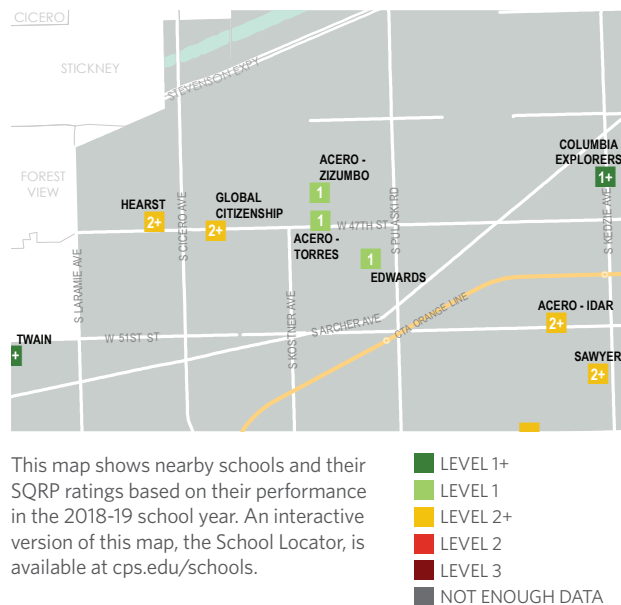 CICERO
STICKNEY
STEVENSON EXPY
COLUMBIA
EXPLORERS
1+
ACERO -
ZIZUMBO
1
FOREST
VIEW
HEARST
2+
GLOBAL
CITIZENSHIP
2+
1
W 47TH ST
ACERO -
TORRES
1
EDWARDS
S LARAMIE AVE
S CICERO AVE
S KOSTNER AVE
S PULASKI RD
S KEDZIE AVE
ACERO - IDAR
2+
S ARCHER AVE
CTA ORANGE LINE
W 51ST ST
TWAIN
+
SAWYER
2+
This map shows nearby schools and their
SQRP ratings based on their performance
in the 2018-19 school year. An interactive
version of this map, the School Locator, is
available at cps.edu/schools.
LEVEL 1+
LEVEL 1
LEVEL 2+
LEVEL 2
LEVEL 3
NOT ENOUGH DATA